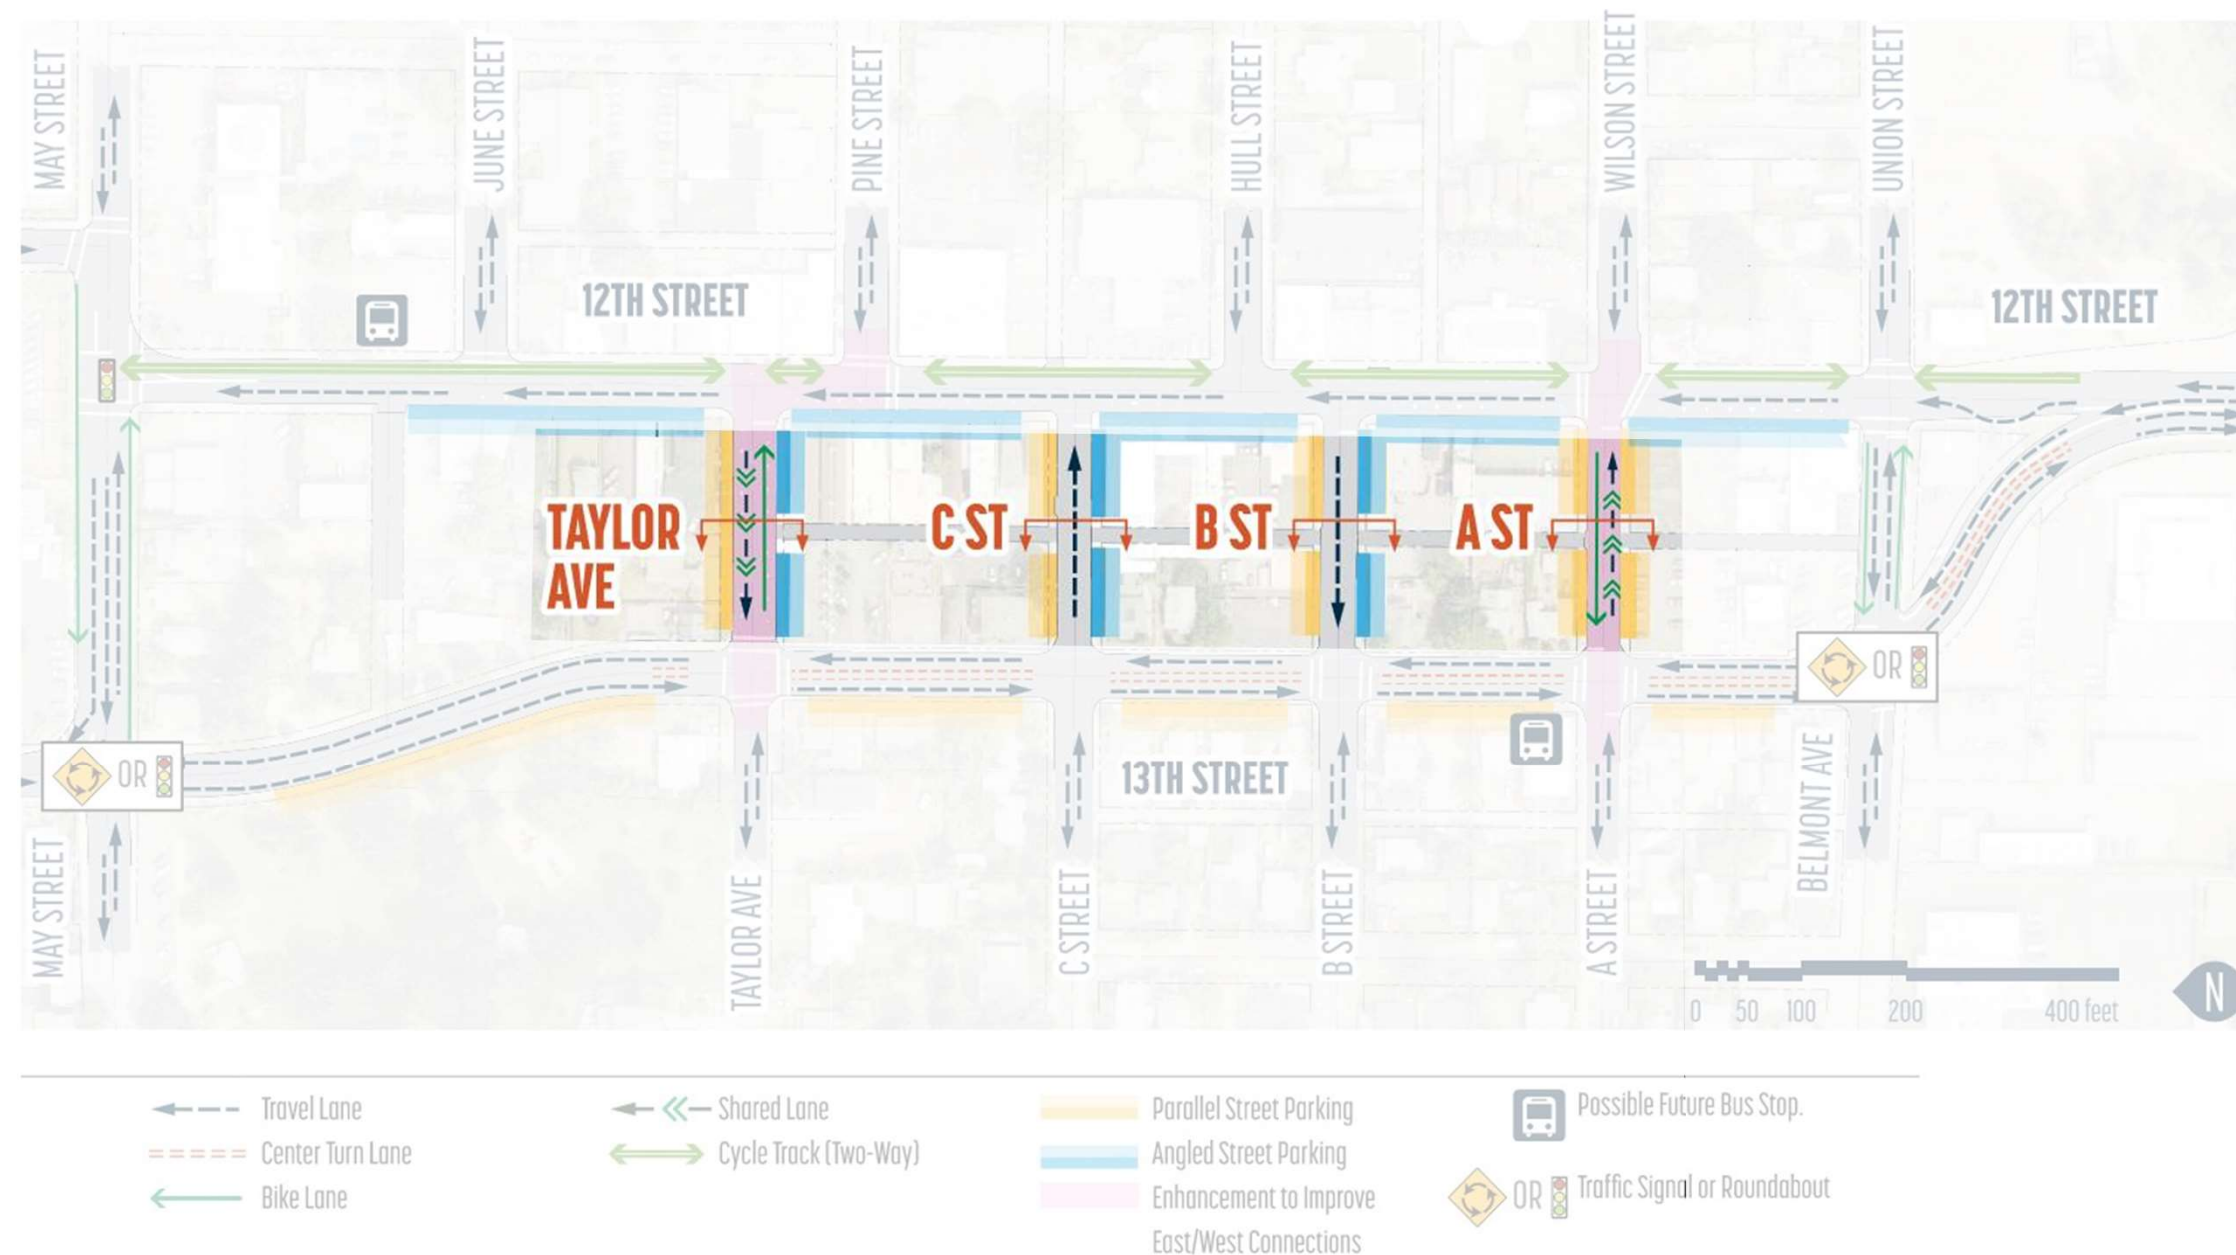 MAY STREET
JUNE STREET
PINE STREET
HULL STREET
WILSON STREET
UNION STREET
12TH STREET
12TH STREET
TAYLOR
AVE
C ST
B ST
A ST
OR
OR
13TH STREET
MAY STREET
TAYLOR AVE
C STREET
B STREET
A STREET
BELMONT AVE
0 50 100 200 400 feet
N
Travel Lane
Center Turn Lane
Bike Lane
Shared Lane
Cycle Track (Two-Way)
Parallel Street Parking
Angled Street Parking
Enhancement to Improve
East/West Connections
Possible Future Bus Stop.
OR Traffic Signal or Roundabout